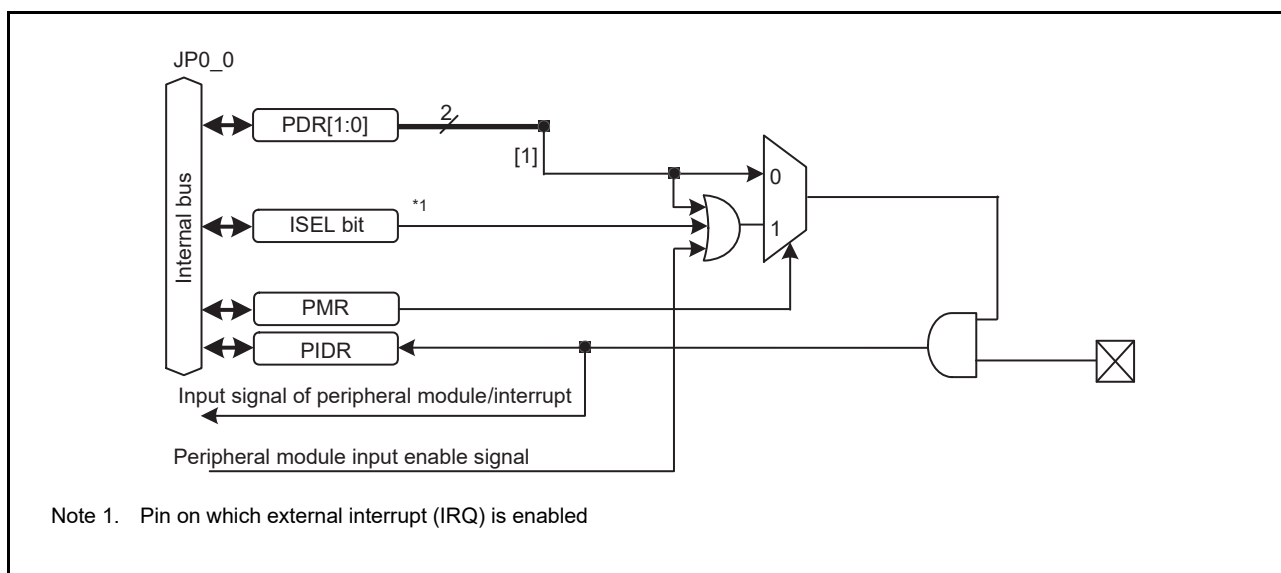 JP0_0
Internal bus
PDR[1:0]
2
[1]
0
ISEL bit
*1
1
PMR
PIDR
Input signal of peripheral module/interrupt
Peripheral module input enable signal
Note 1. Pin on which external interrupt (IRQ) is enabled